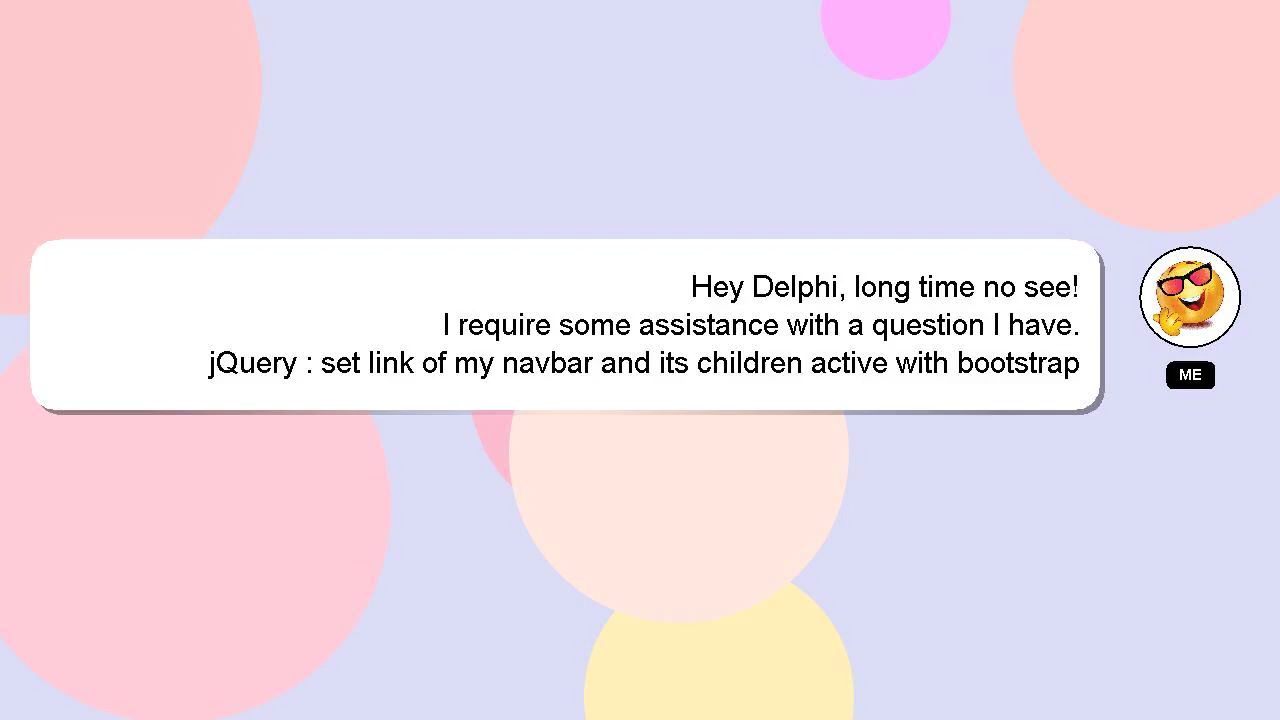 Hey Delphi, long time no see!
I require some assistance with a question I have.
jQuery : set link of my navbar and its children active with bootstrap
ME